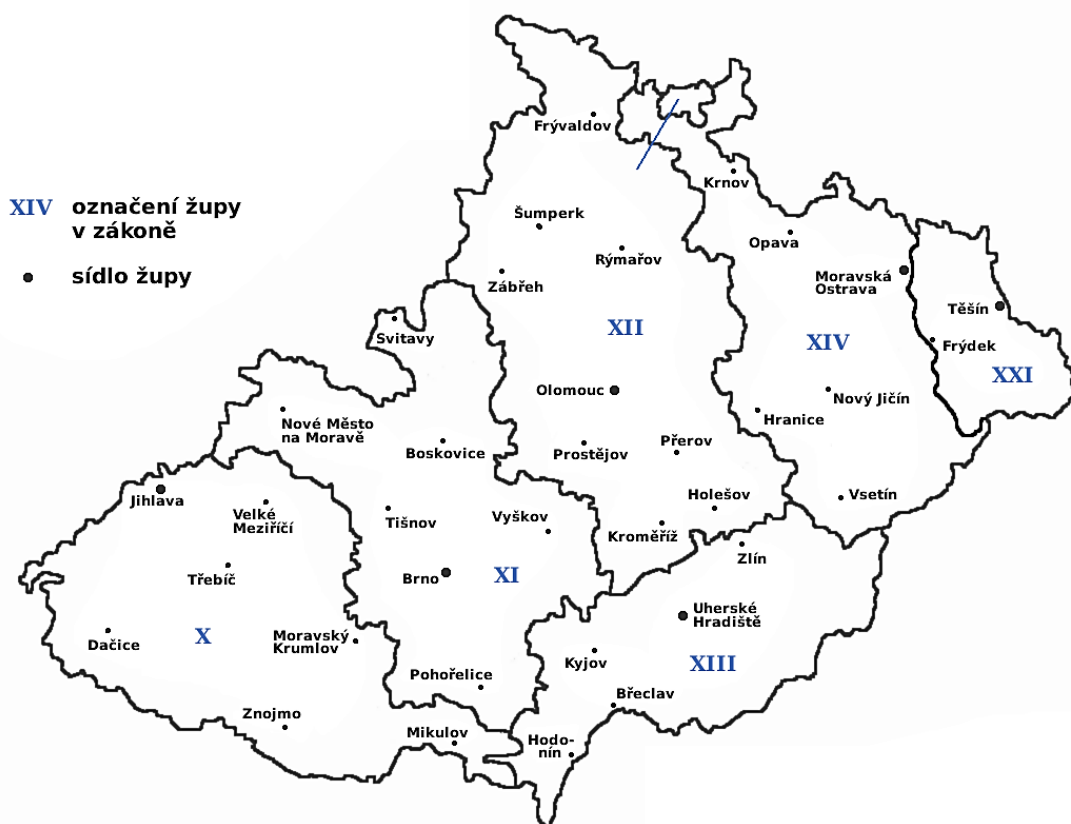 XIV označení župy
v zákoně
sídlo župy
Frývaldov
Krnov
Šumperk
Opava
Rýmařov
Moravská
Ostrava
Zábřeh
Těšín
Svitavy
XII
XIV
Frýdek
XXI
Olomouc
Nový Jičín
Hranice
Nové Město
na Moravě
Boskovice
Prostějov
Přerov
Jihlava
Velké
Meziříčí
Holešov
Vsetín
Tišnov
Vyškov
Kroměříž
Zlín
Třebíč
Brno
XI
Uherské
Hradiště
Dačice
X
Moravský
Krumlov
Kyjov
XIII
Pohořelice
Břeclav
Znojmo
Mikulov
Hodo-
nín